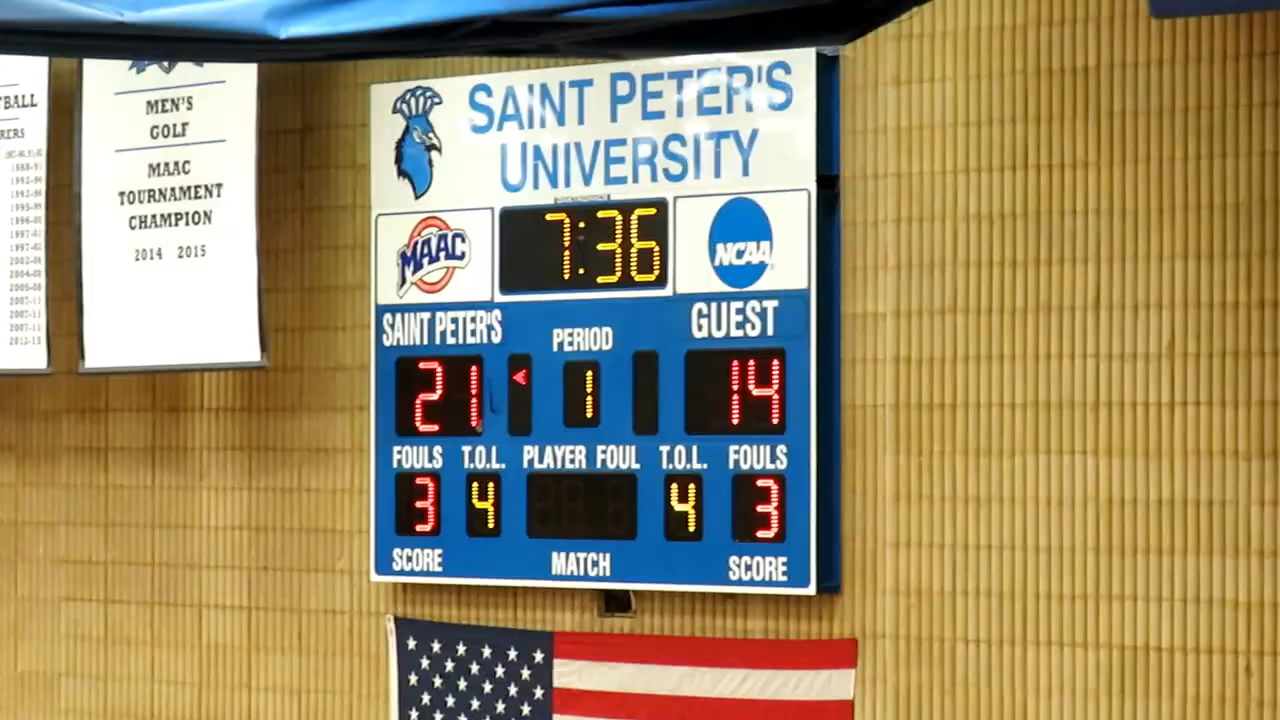 MEN'S
GOLF
MAAC
TOURNAMENT
CHAMPION
2014 2015
SAINT PETER'S
UNIVERSITY
MAAC
7:36
NCAA
SAINT PETER'S
PERIOD
GUEST
21
1
14
FOULS T.O.L. PLAYER FOUL T.O.L. FOULS
3 4 4 3
SCORE MATCH SCORE